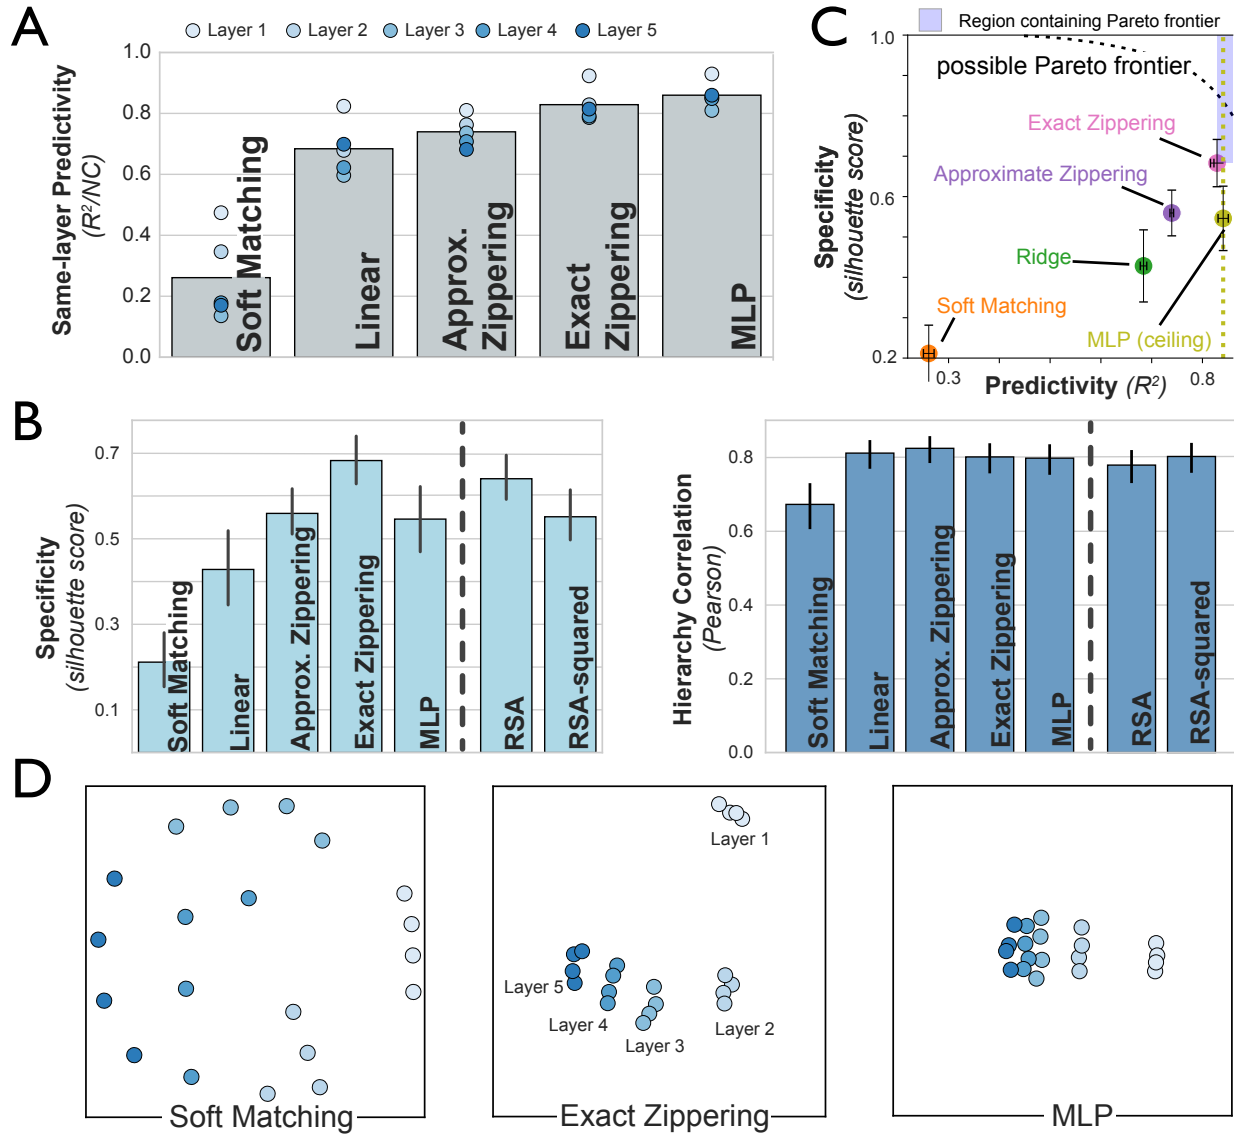 A
Layer 1 Layer 2 Layer 3 Layer 4 Layer 5
Same-layer Predictivity
(R²/NC)
1.0
0.8
0.6
0.4
0.2
0.0
Soft Matching
Linear
Approx.
Zippering
Exact
Zippering
MLP
C
Region containing Pareto frontier
possible Pareto frontier
Exact Zippering
Approximate Zippering
Ridge
Soft Matching
MLP (ceiling)
Specificity
(silhouette score)
1.0
0.6
0.2
0.3
0.8
Predictivity (R²)
B
Specificity
(silhouette score)
0.7
0.5
0.3
0.1
Soft Matching
Linear
Approx. Zippering
Exact Zippering
MLP
RSA
RSA-squared
Hierarchy Correlation
(Pearson)
0.8
0.6
0.4
0.2
0.0
Soft Matching
Linear
Approx. Zippering
Exact Zippering
MLP
RSA
RSA-squared
D
Soft Matching
Layer 1
Layer 5
Layer 4
Layer 3
Layer 2
Exact Zippering
MLP